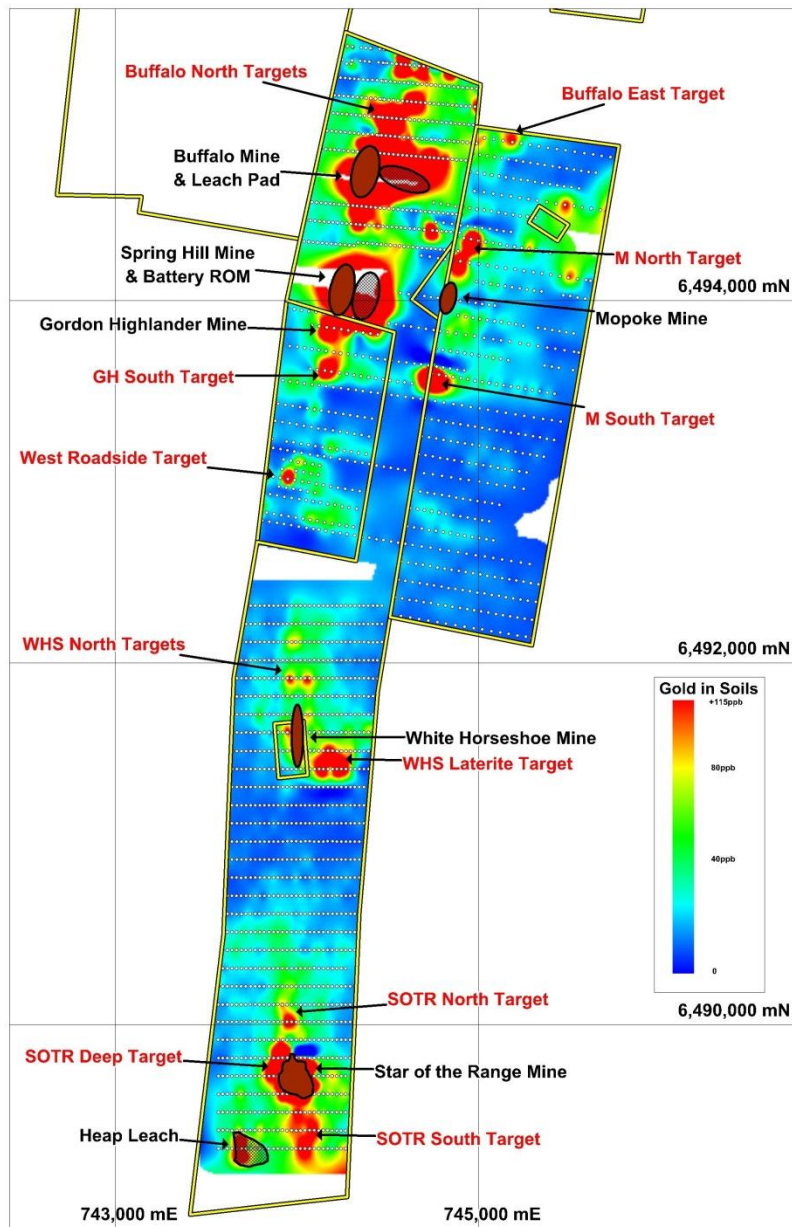 Buffalo North Targets
Buffalo East Target
Buffalo Mine
& Leach Pad
Spring Hill Mine
& Battery ROM
M North Target
6,494,000 mN
Gordon Highlander Mine
Mopoke Mine
GH South Target
M South Target
West Roadside Target
WHS North Targets
6,492,000 mN
Gold in Soils
+115ppb
80ppb
40ppb
0
White Horseshoe Mine
WHS Laterite Target
SOTR North Target
6,490,000 mN
SOTR Deep Target
Star of the Range Mine
Heap Leach
SOTR South Target
743,000 mE
745,000 mE